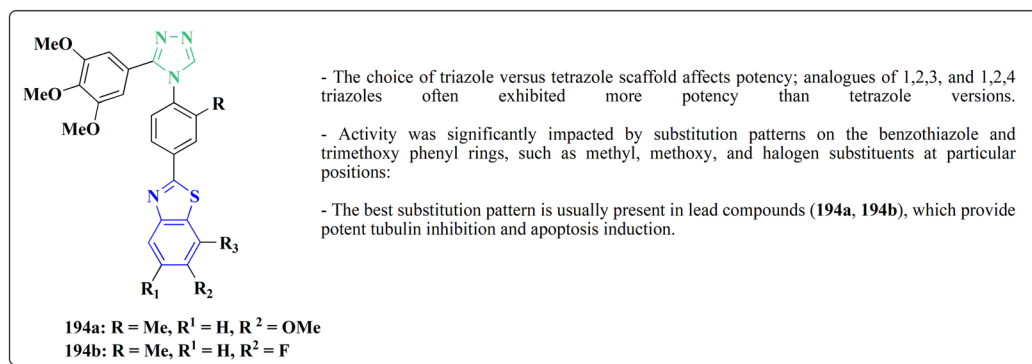 N N
MeO
N
MeO R
OMe
N S
R3
R1 R2
194a: R = Me, R¹ = H, R ² = OMe
194b: R = Me, R¹ = H, R² = F
- The choice of triazole versus tetrazole scaffold affects potency; analogues of 1,2,3, and 1,2,4
triazoles often exhibited more potency than tetrazole versions.
- Activity was significantly impacted by substitution patterns on the benzothiazole and
trimethoxy phenyl rings, such as methyl, methoxy, and halogen substituents at particular
positions:
- The best substitution pattern is usually present in lead compounds (194a, 194b), which provide
potent tubulin inhibition and apoptosis induction.